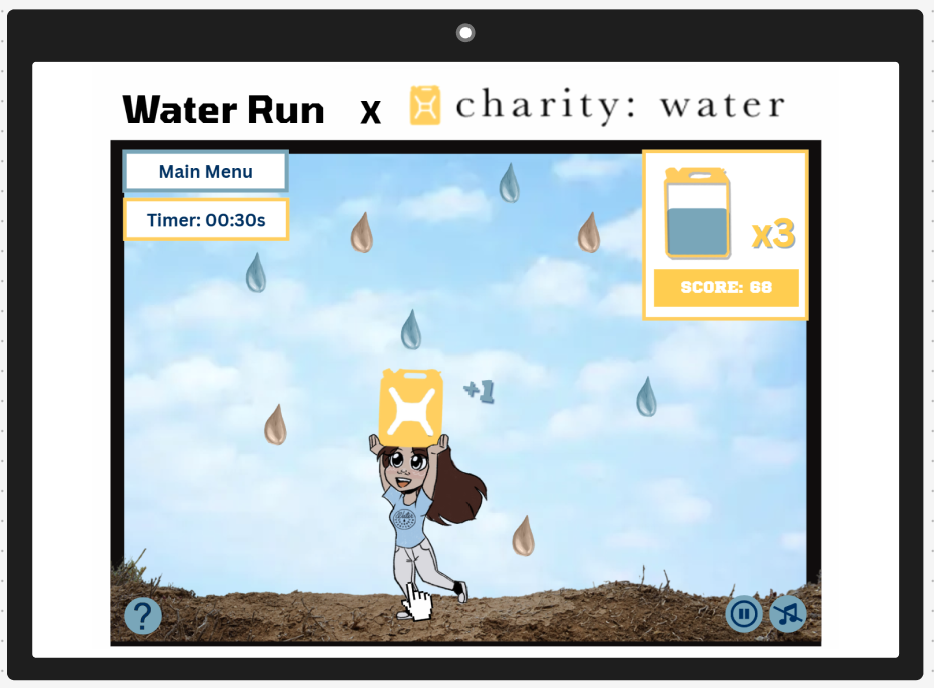 Water Run x charity: water
Main Menu
Timer: 00:30s
x3
SCORE: 68
+1
?